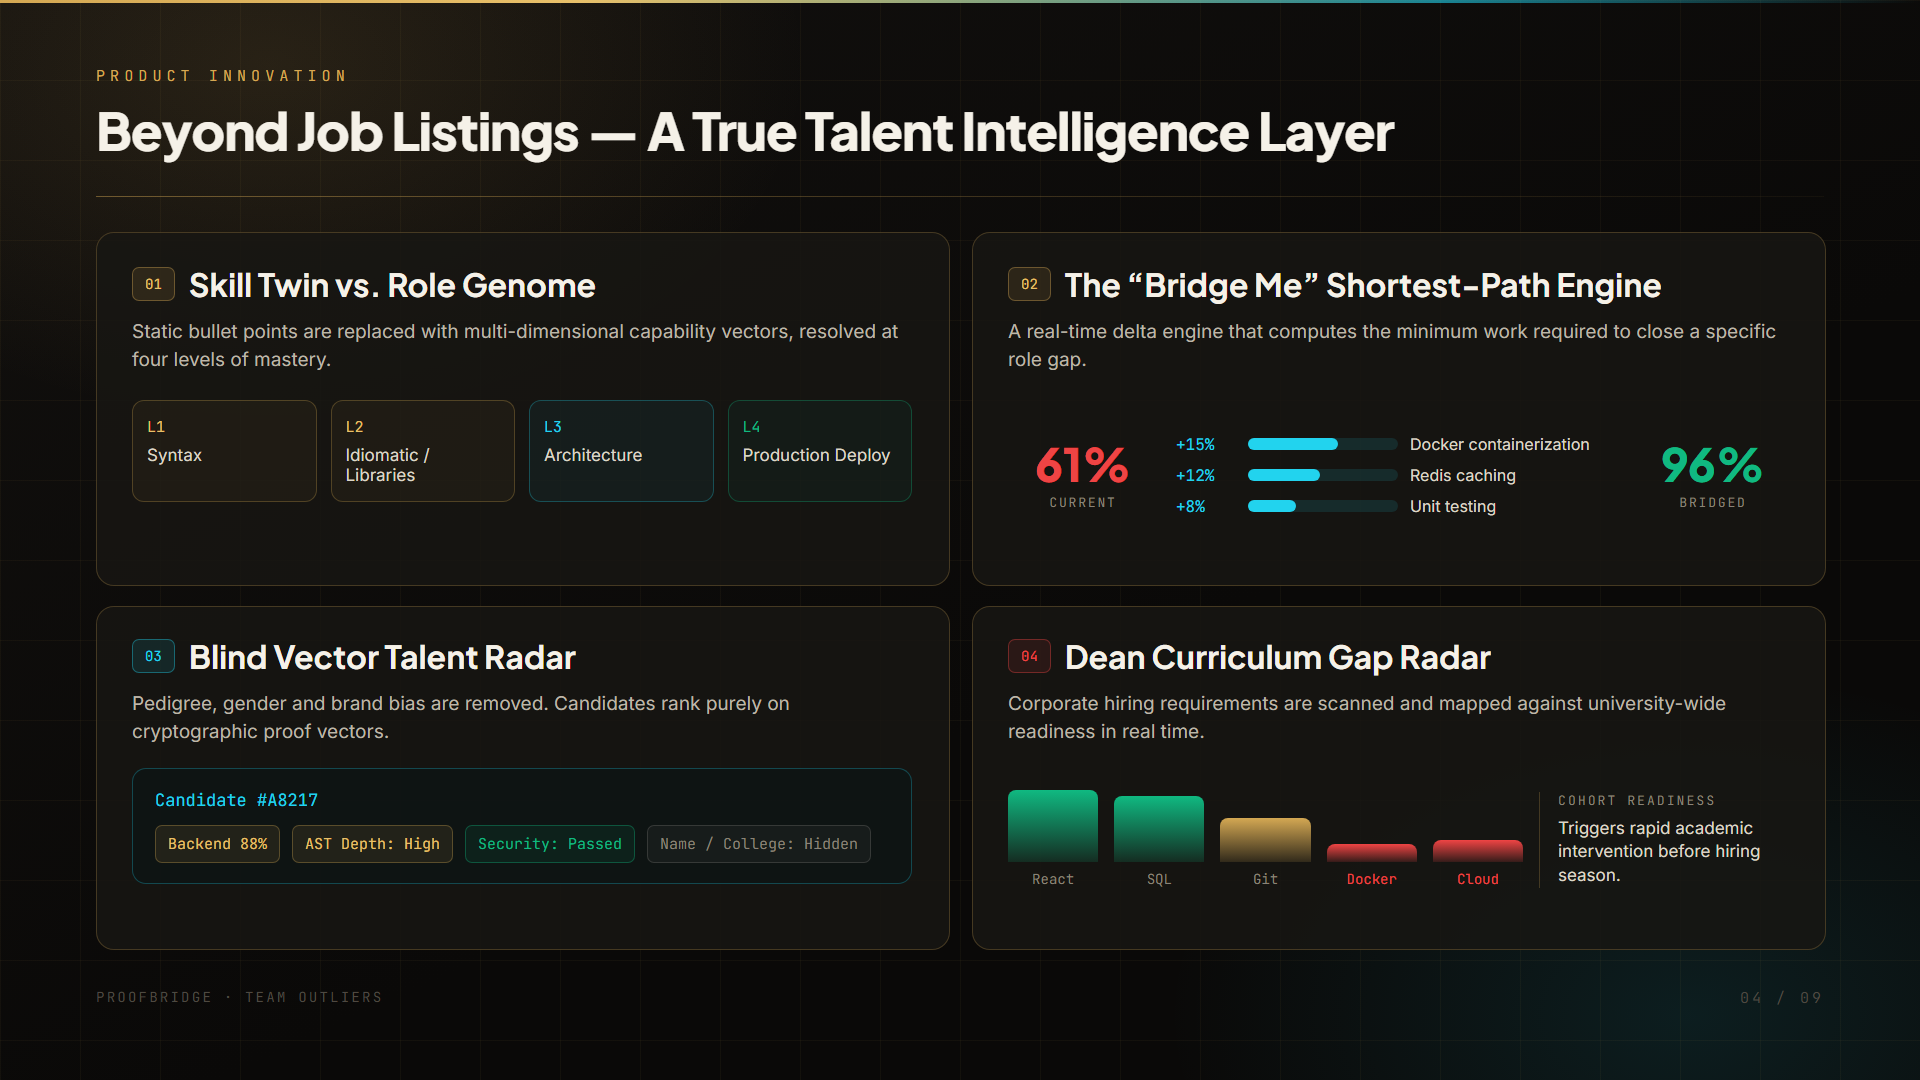 PRODUCT INNOVATION
Beyond Job Listings — A True Talent Intelligence Layer
01
Skill Twin vs. Role Genome
Static bullet points are replaced with multi-dimensional capability vectors, resolved at
four levels of mastery.
L1
Syntax
L2
Idiomatic /
Libraries
L3
Architecture
L4
Production Deploy
02
The “Bridge Me” Shortest-Path Engine
A real-time delta engine that computes the minimum work required to close a specific
role gap.
61%
CURRENT
+15%
Docker containerization
+12%
Redis caching
+8%
Unit testing
96%
BRIDGED
03
Blind Vector Talent Radar
Pedigree, gender and brand bias are removed. Candidates rank purely on
cryptographic proof vectors.
Candidate #A8217
Backend 88%
AST Depth: High
Security: Passed
Name / College: Hidden
04
Dean Curriculum Gap Radar
Corporate hiring requirements are scanned and mapped against university-wide
readiness in real time.
React
SQL
Git
Docker
Cloud
COHORT READINESS
Triggers rapid academic
intervention before hiring
season.
PROOFBRIDGE · TEAM OUTLIERS
04 / 09